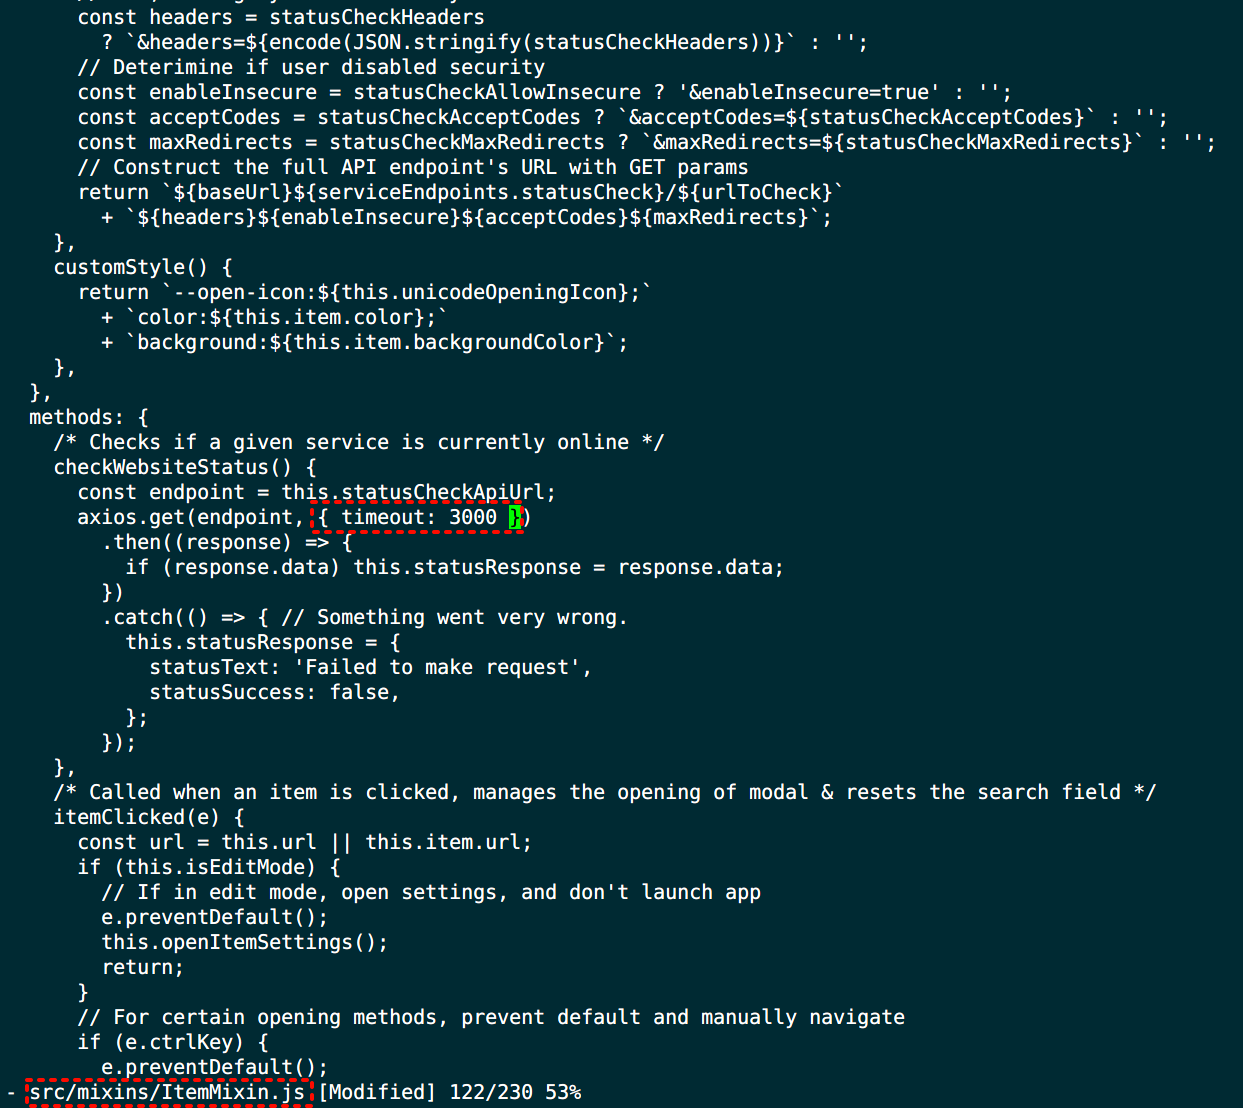 const headers = statusCheckHeaders
? `&headers=${encode(JSON.stringify(statusCheckHeaders))}` : '';
// Deterimine if user disabled security
const enableInsecure = statusCheckAllowInsecure ? '&enableInsecure=true' : '';
const acceptCodes = statusCheckAcceptCodes ? `&acceptCodes=${statusCheckAcceptCodes}` : '';
const maxRedirects = statusCheckMaxRedirects ? `&maxRedirects=${statusCheckMaxRedirects}` : '';
// Construct the full API endpoint's URL with GET params
return `${baseUrl}${serviceEndpoints.statusCheck}/${urlToCheck}`
+ `${headers}${enableInsecure}${acceptCodes}${maxRedirects}`;
},
customStyle() {
return `--open-icon:${this.unicodeOpeningIcon};`
+ `color:${this.item.color};`
+ `background:${this.item.backgroundColor}`;
},
},
methods: {
/* Checks if a given service is currently online */
checkWebsiteStatus() {
const endpoint = this.statusCheckApiUrl;
axios.get(endpoint, { timeout: 3000 })
.then((response) => {
if (response.data) this.statusResponse = response.data;
})
.catch(() => { // Something went very wrong.
this.statusResponse = {
statusText: 'Failed to make request',
statusSuccess: false,
};
});
},
/* Called when an item is clicked, manages the opening of modal & resets the search field */
itemClicked(e) {
const url = this.url || this.item.url;
if (this.isEditMode) {
// If in edit mode, open settings, and don't launch app
e.preventDefault();
this.openItemSettings();
return;
}
// For certain opening methods, prevent default and manually navigate
if (e.ctrlKey) {
e.preventDefault();
- src/mixins/ItemMixin.js [Modified] 122/230 53%